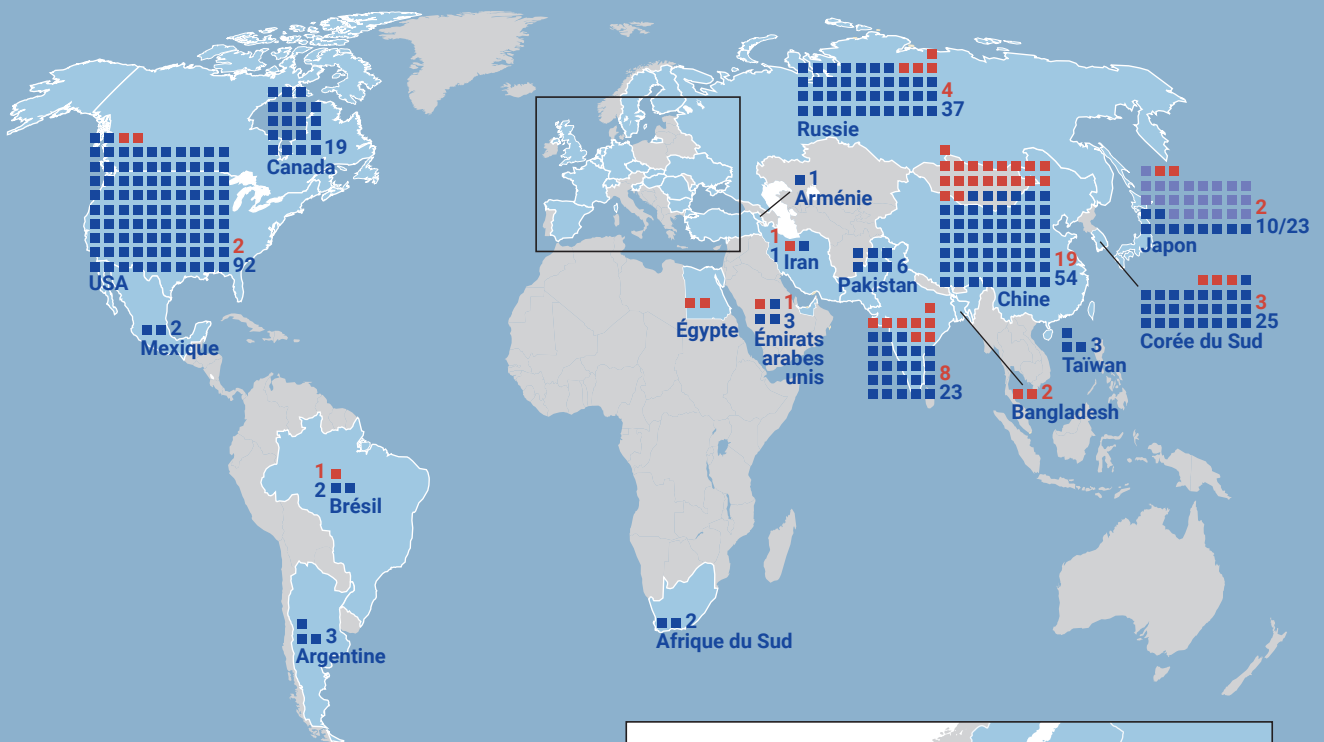 4
37
Russie
19
Canada
2
92
USA
1
Arménie
2
10/23
Japon
1
1
Iran
6
Pakistan
19
54
Chine
3
25
Corée du Sud
Égypte
1
3
Émirats
arabes
unis
2
Mexique
3
Taïwan
8
23
2
Bangladesh
1
2
Brésil
3
Argentine
2
Afrique du Sud